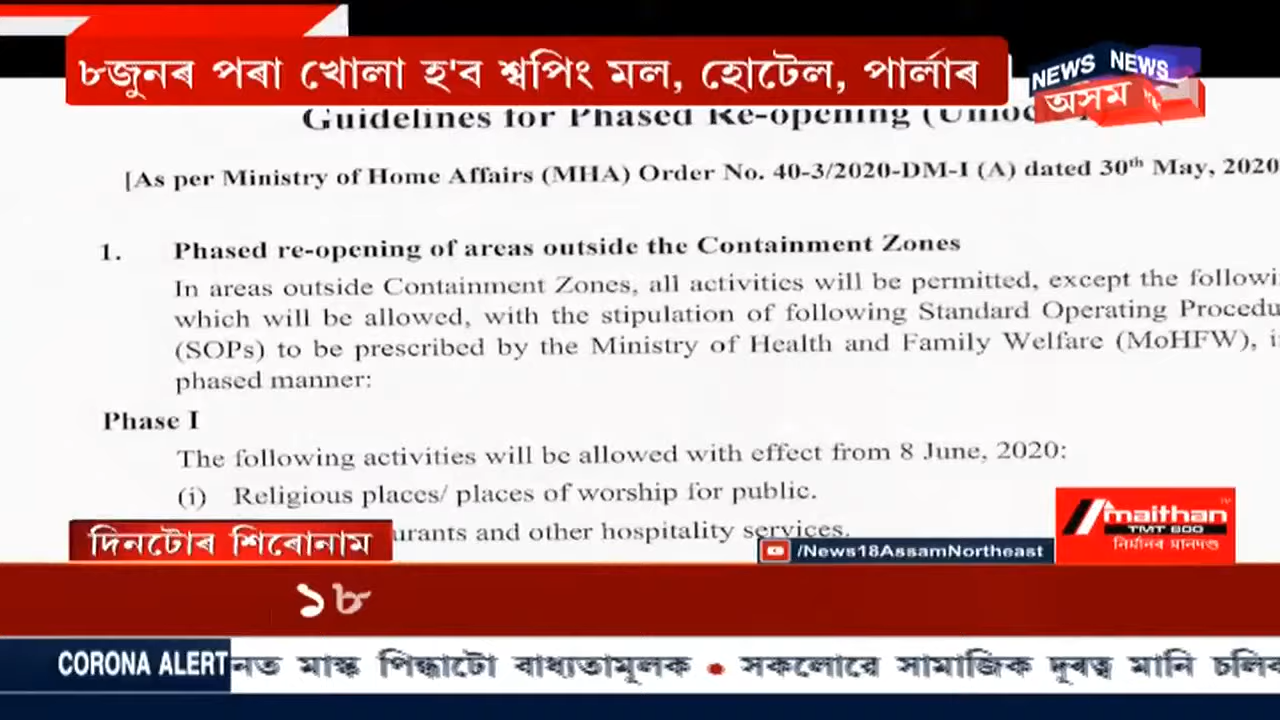 ৮জুনৰ পৰা খোলা হ'ব শ্বপিং মল, হোটেল, পাৰ্লাৰ
NEWS NEWS
অসম
Guidelines for Phased Re-opening
[As per Ministry of Home Affairs (MHA) Order No. 40-3/2020-DM-I (A) dated 30th May, 2020
1. Phased re-opening of areas outside the Containment Zones
In areas outside Containment Zones, all activities will be permitted, except the
which will be allowed, with the stipulation of following Standard Operating
(SOPs) to be prescribed by the Ministry of Health and Family Welfare (MoHFW),
phased manner:
Phase I
The following activities will be allowed with effect from 8 June, 2020:
(i) Religious places/ places of worship for public.
and other hospitality services.
দিনটোৰ শিৰোনাম
/News18AssamNortheast
maithan
TMT 600
নিৰ্মানৰ মানদণ্ড
১৮
CORONA ALERT মাস্ক পিন্ধাটো বাধ্যতামূলক • সকলোৱে সামাজিক দূৰত্ব মানি